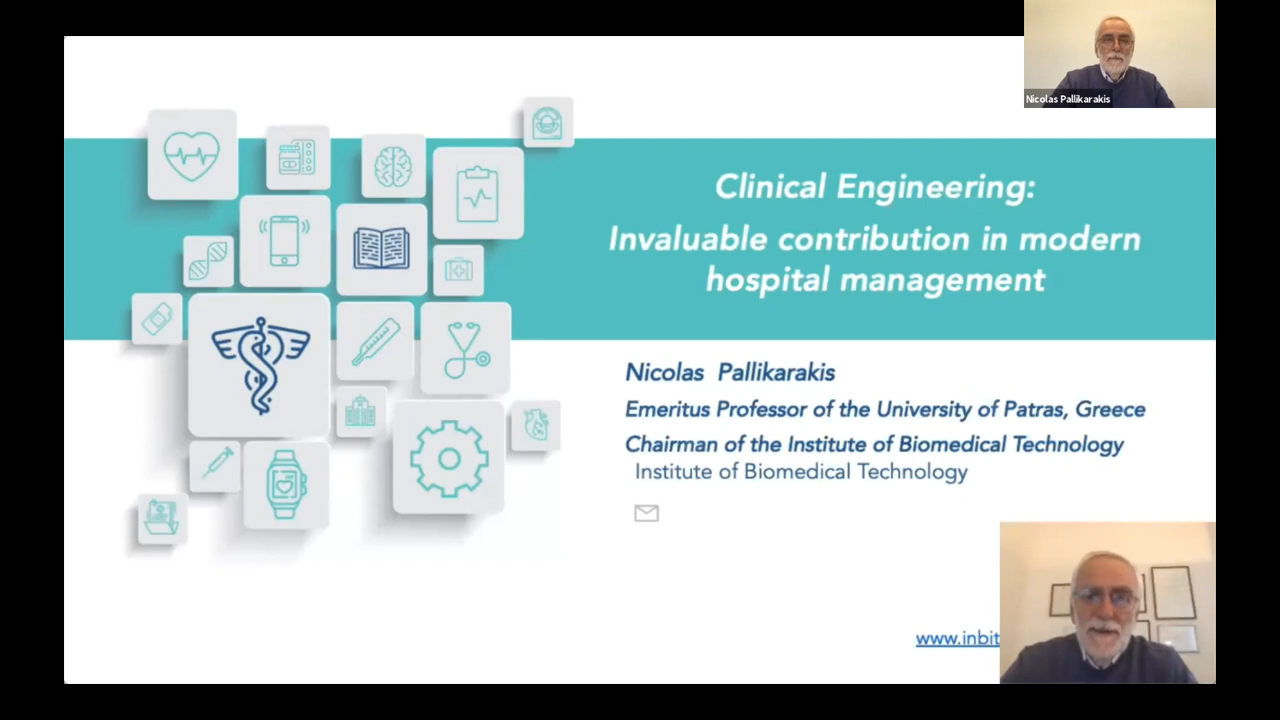 Nicolas Pallikarakis
Clinical Engineering:
Invaluable contribution in modern
hospital management
Nicolas Pallikarakis
Emeritus Professor of the University of Patras, Greece
Chairman of the Institute of Biomedical Technology
Institute of Biomedical Technology
www.inbit